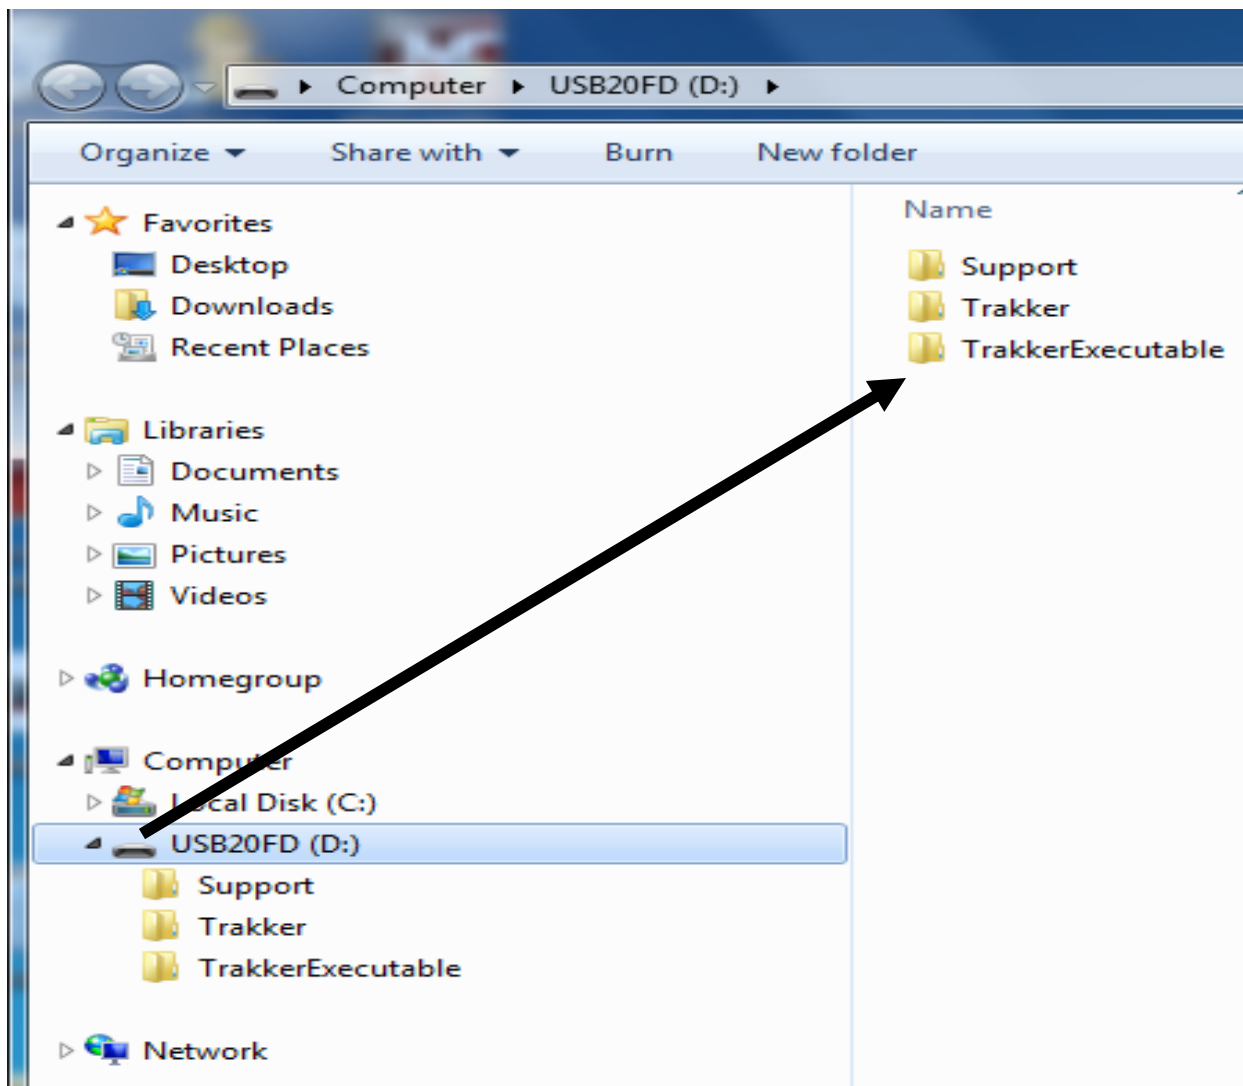 Computer USB20FD (D:)
Organize Share with Burn New folder
Favorites
Desktop
Downloads
Recent Places
Libraries
Documents
Music
Pictures
Videos
Homegroup
Computer
Local Disk (C:)
USB20FD (D:)
Support
Trakker
TrakkerExecutable
Network
Name
Support
Trakker
TrakkerExecutable